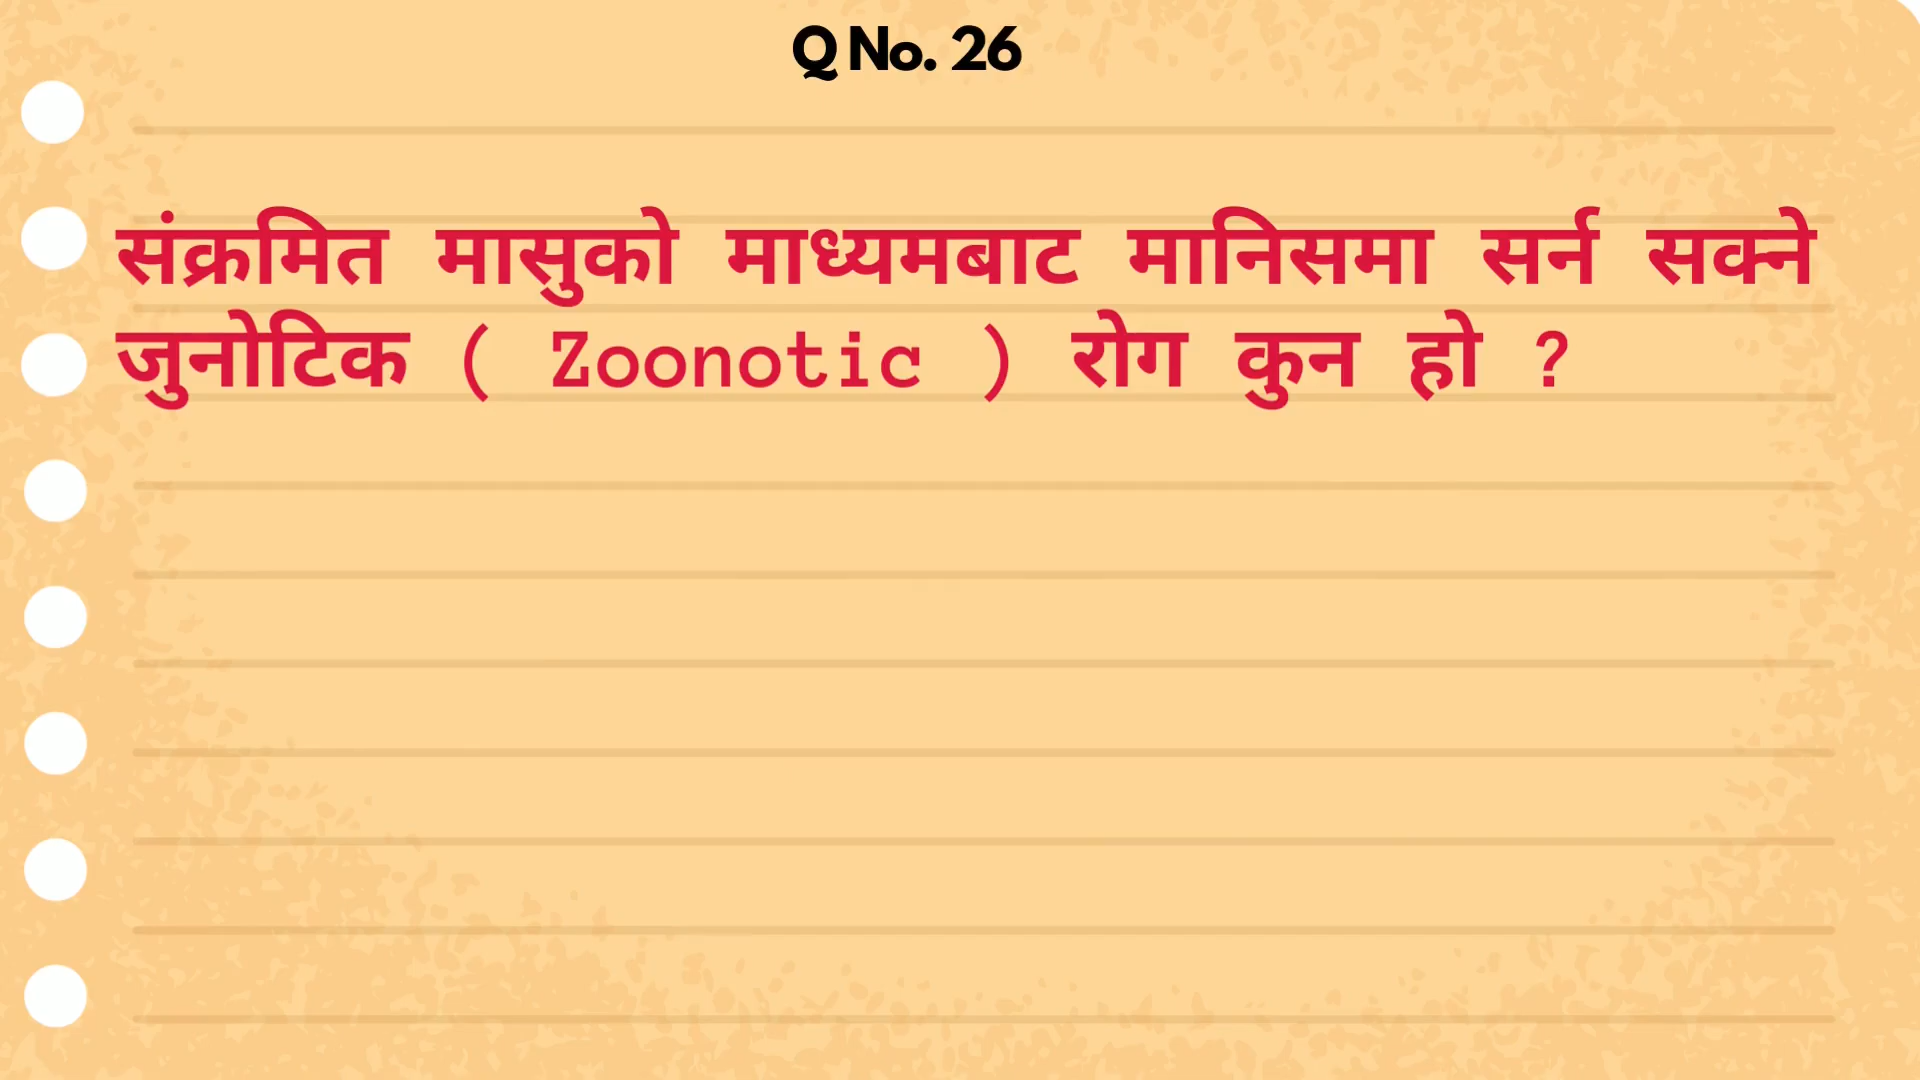 Q No. 26
संक्रमित मासुको माध्यमबाट मानिसमा सर्न सक्ने
जुनोटिक ( Zoonotic ) रोग कुन हो ?